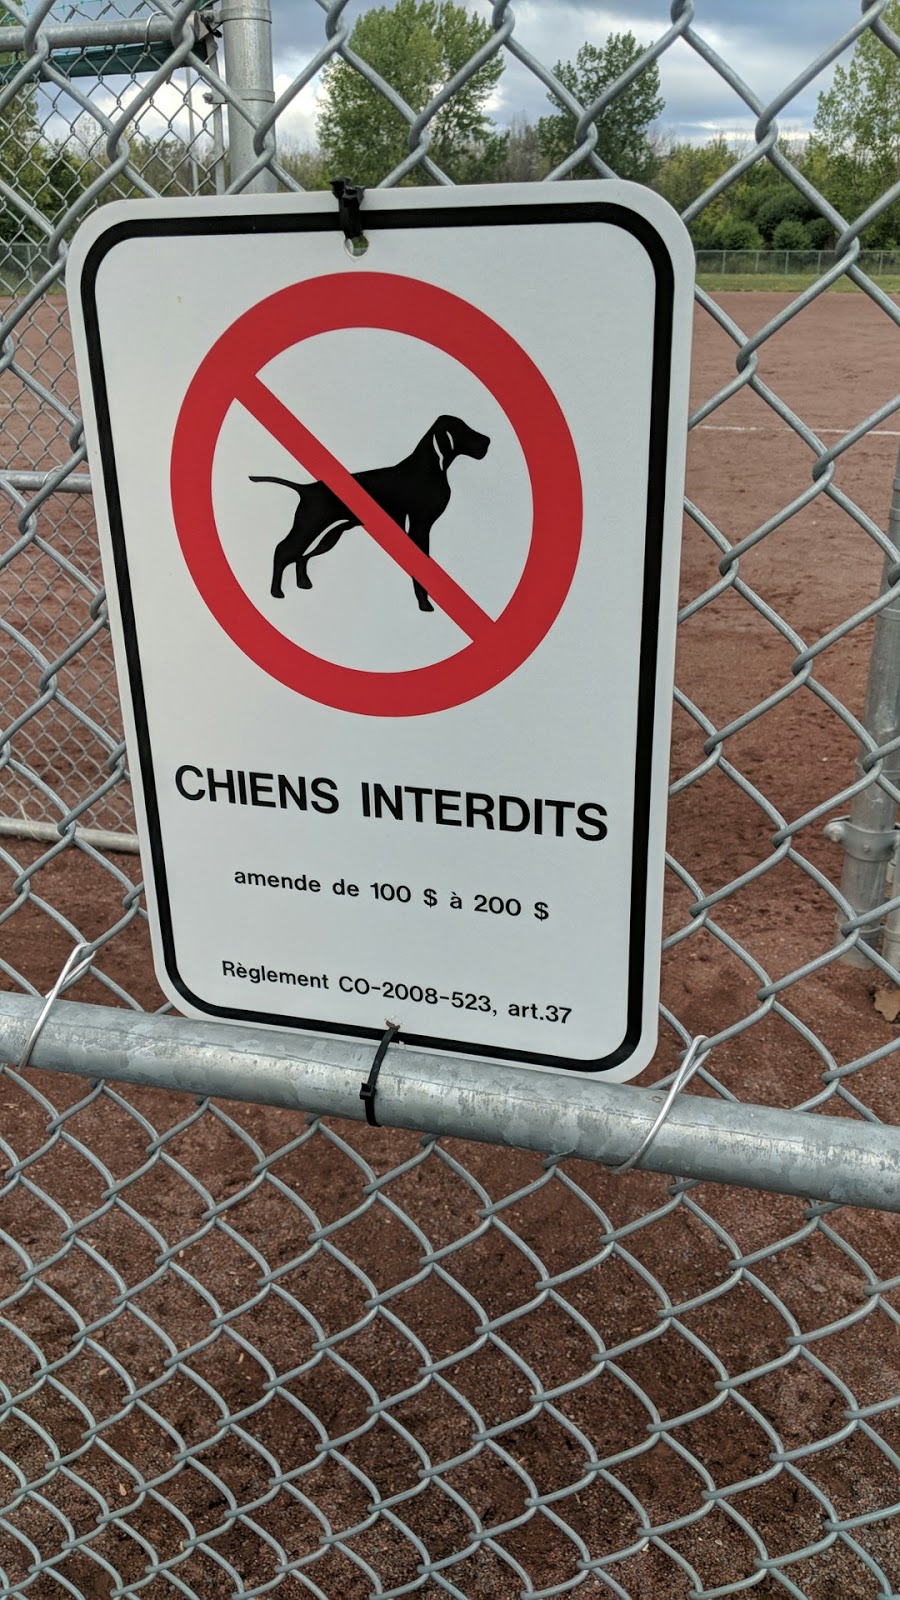 CHIENS INTERDITS
amende de 100 $ à 200 $
Règlement CO-2008-523, art.37